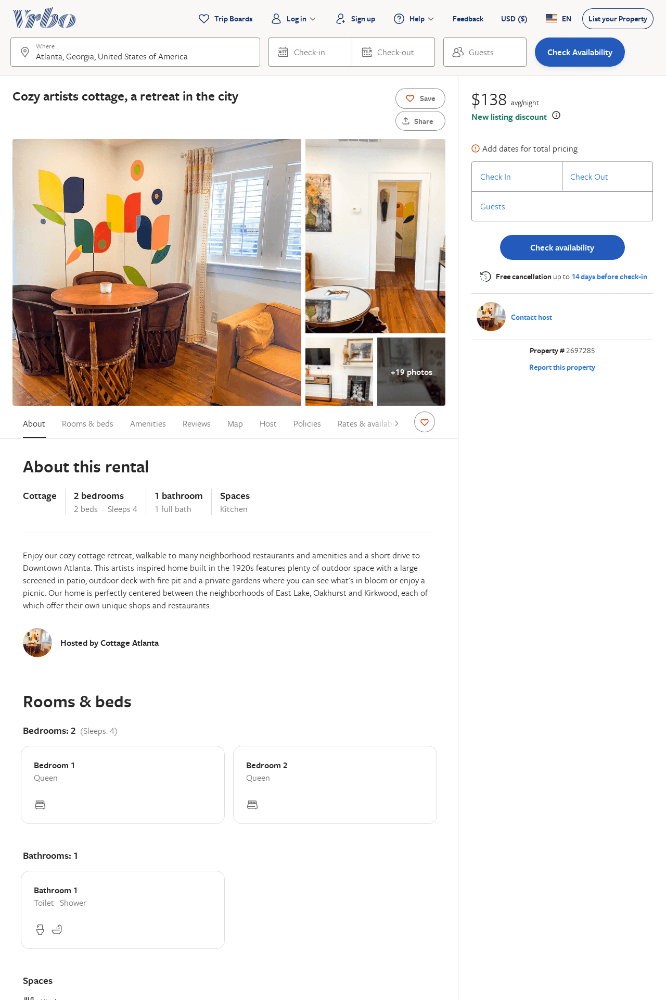 Vrbo
Trip Boards
Log in
Sign up
Help
Feedback
USD ($)
EN
List your Property
Where
Atlanta, Georgia, United States of America
Check-in
Check-out
Guests
Check Availability
Cozy artists cottage, a retreat in the city
Save
Share
+19 photos
$138 avg/night
New listing discount
Add dates for total pricing
Check In
Check Out
Guests
Check availability
Free cancellation up to 14 days before check-in
Contact host
Property # 2697285
Report this property
About
Rooms & beds
Amenities
Reviews
Map
Host
Policies
Rates & availab
About this rental
Cottage
2 bedrooms
2 beds · Sleeps 4
1 bathroom
1 full bath
Spaces
Kitchen
Enjoy our cozy cottage retreat, walkable to many neighborhood restaurants and amenities and a short drive to
Downtown Atlanta. This artists inspired home built in the 1920s features plenty of outdoor space with a large
screened in patio, outdoor deck with fire pit and a private gardens where you can see what's in bloom or enjoy a
picnic. Our home is perfectly centered between the neighborhoods of East Lake, Oakhurst and Kirkwood; each of
which offer their own unique shops and restaurants.
Hosted by Cottage Atlanta
Rooms & beds
Bedrooms: 2 (Sleeps: 4)
Bedroom 1
Queen
Bedroom 2
Queen
Bathrooms: 1
Bathroom 1
Toilet · Shower
Spaces